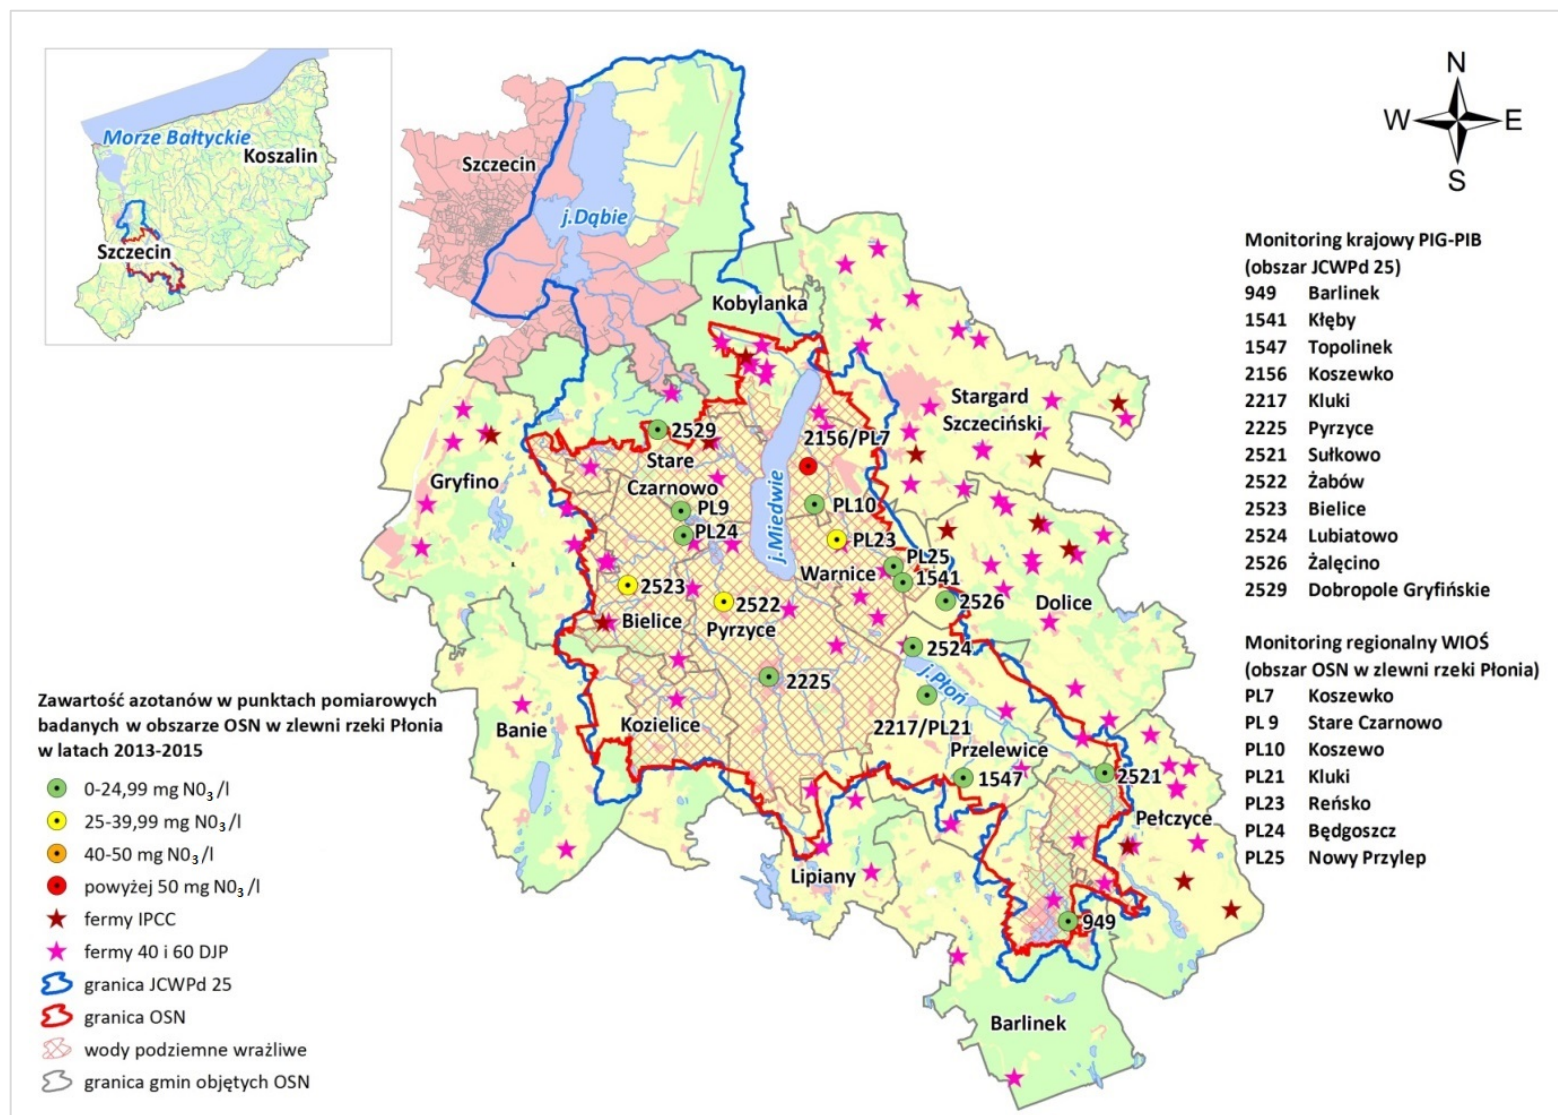 Morze Bałtyckie
Koszalin
Szczecin
Szczecin
j.Dąbie
Kobylanka
N
W
E
S
Stargard
Szczeciński
2529
2156/PL7
Stare
Czarnowo
Gryfino
PL9
PL10
j.Miedwie
PL24
PL23
PL25
Warnice
1541
2523
2522
2526
Dolice
Bielice
Pyrzyce
2524
j.Płoń
2225
2217/PL21
Banie
Kozielice
Przelewice
1547
2521
Pełczyce
Lipiany
949
Barlinek
Monitoring krajowy PIG-PIB
(obszar JCWPd 25)
949 Barlinek
1541 Kłęby
1547 Topolinek
2156 Koszewko
2217 Kluki
2225 Pyrzyce
2521 Sułkowo
2522 Żabów
2523 Bielice
2524 Lubiatowo
2526 Żalęcino
2529 Dobropole Gryfińskie
Monitoring regionalny WIOŚ
(obszar OSN w zlewni rzeki Płonia)
PL7 Koszewko
PL 9 Stare Czarnowo
PL10 Koszewo
PL21 Kluki
PL23 Reńsko
PL24 Będgoszcz
PL25 Nowy Przylep
Zawartość azotanów w punktach pomiarowych
badanych w obszarze OSN w zlewni rzeki Płonia
w latach 2013-2015
0-24,99 mg N0₃/l
25-39,99 mg N0₃/l
40-50 mg N0₃/l
powyżej 50 mg N0₃/l
fermy IPCC
fermy 40 i 60 DJP
granica JCWPd 25
granica OSN
wody podziemne wrażliwe
granica gmin objętych OSN